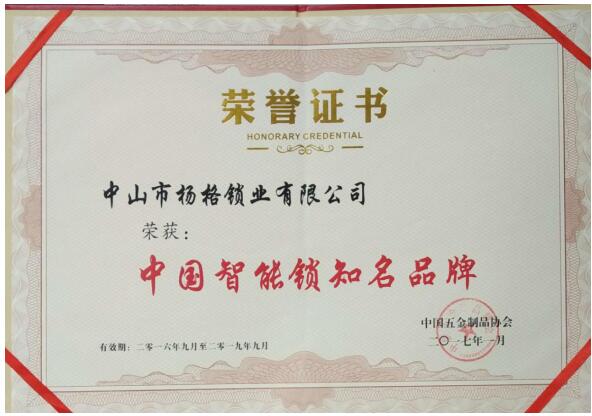 荣誉证书
HONORARY CREDENTIAL
中山市杨格锁业有限公司
荣获：
中国智能锁知名品牌
中国五金制品协会
二〇一七年一月
有效期：二零一六年九月至二零一九年九月